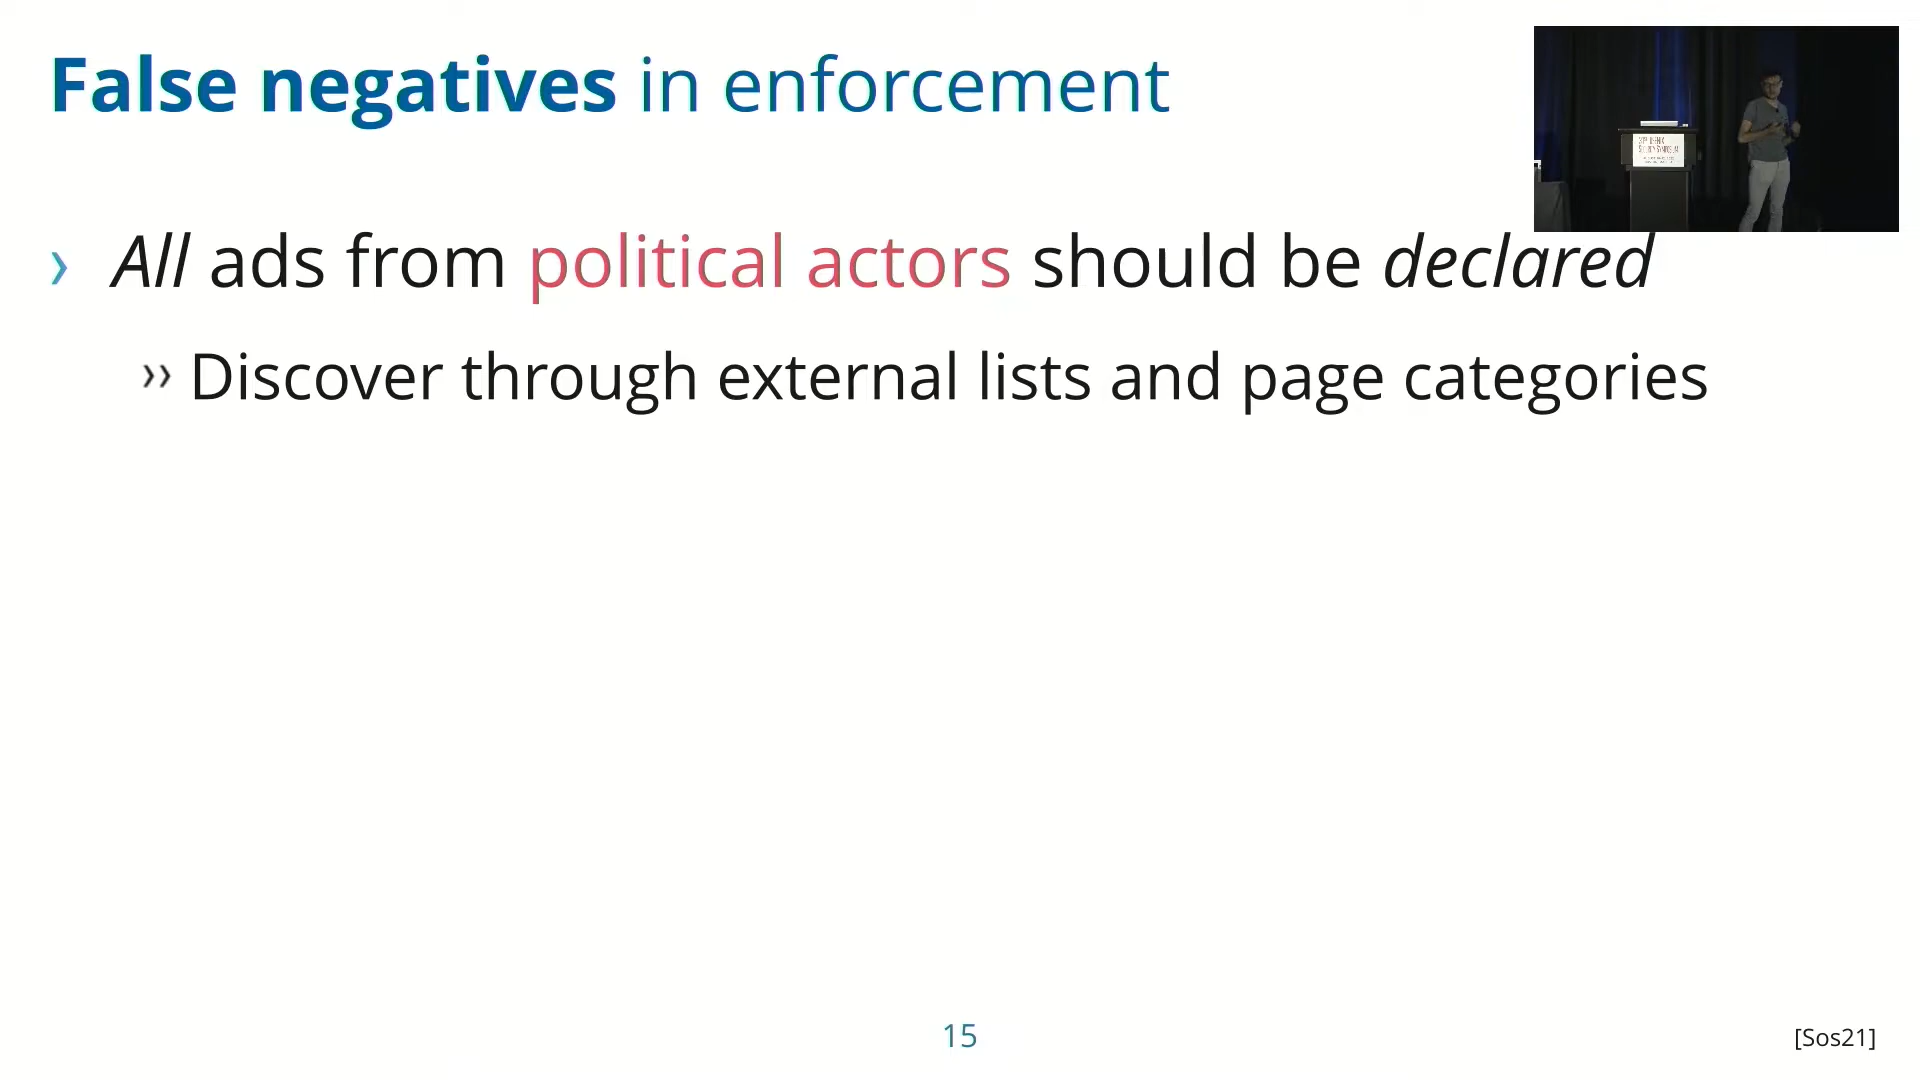 False negatives in enforcement
› All ads from political actors should be declared
›› Discover through external lists and page categories
15
[Sos21]